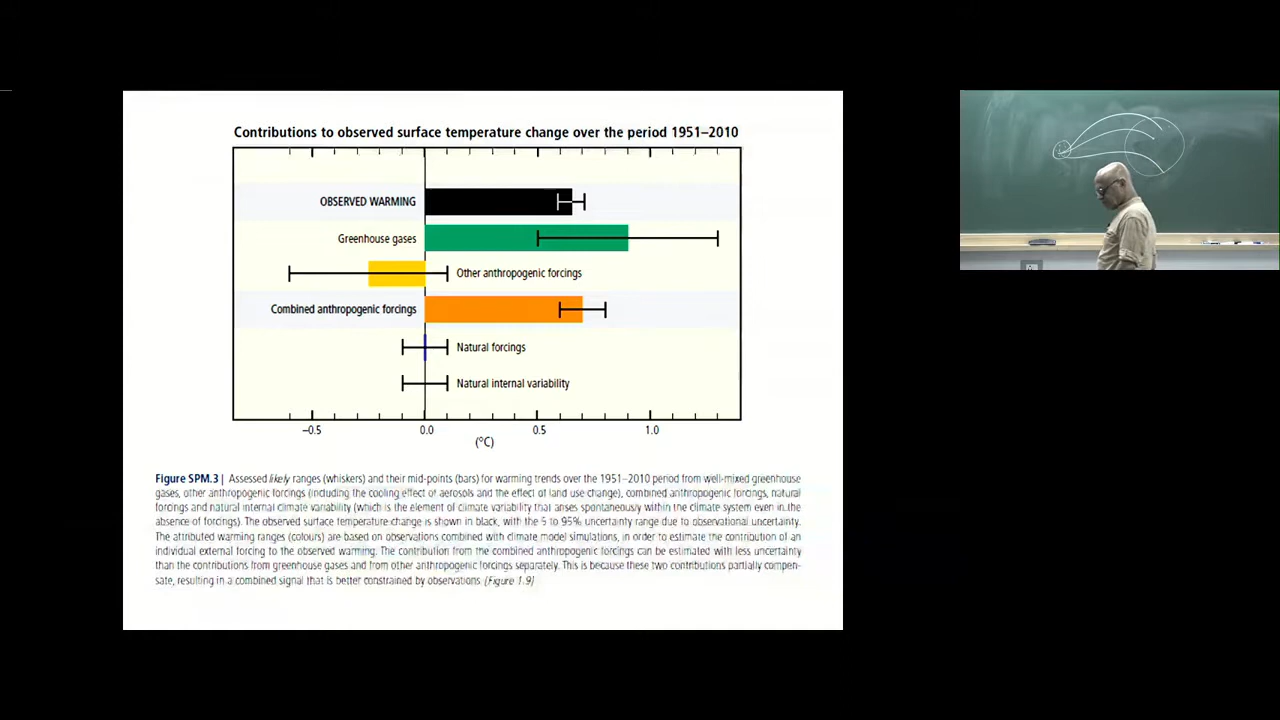 Contributions to observed surface temperature change over the period 1951–2010
OBSERVED WARMING
Greenhouse gases
Other anthropogenic forcings
Combined anthropogenic forcings
Natural forcings
Natural internal variability
–0.5 0.0 0.5 1.0
(°C)
Figure SPM.3 | Assessed likely ranges (whiskers) and their mid-points (bars) for warming trends over the 1951–2010 period from well-mixed greenhouse
gases, other anthropogenic forcings (including the cooling effect of aerosols and the effect of land use change), combined anthropogenic forcings, natural
forcings and natural internal climate variability (which is the element of climate variability that arises spontaneously within the climate system even in the
absence of forcings). The observed surface temperature change is shown in black, with the 5 to 95% uncertainty range due to observational uncertainty.
The attributed warming ranges (colours) are based on observations combined with climate model simulations, in order to estimate the contribution of an
individual external forcing to the observed warming. The contribution from the combined anthropogenic forcings can be estimated with less uncertainty
than the contributions from greenhouse gases and from other anthropogenic forcings separately. This is because these two contributions partially compen-
sate, resulting in a combined signal that is better constrained by observations. (Figure 1.9)